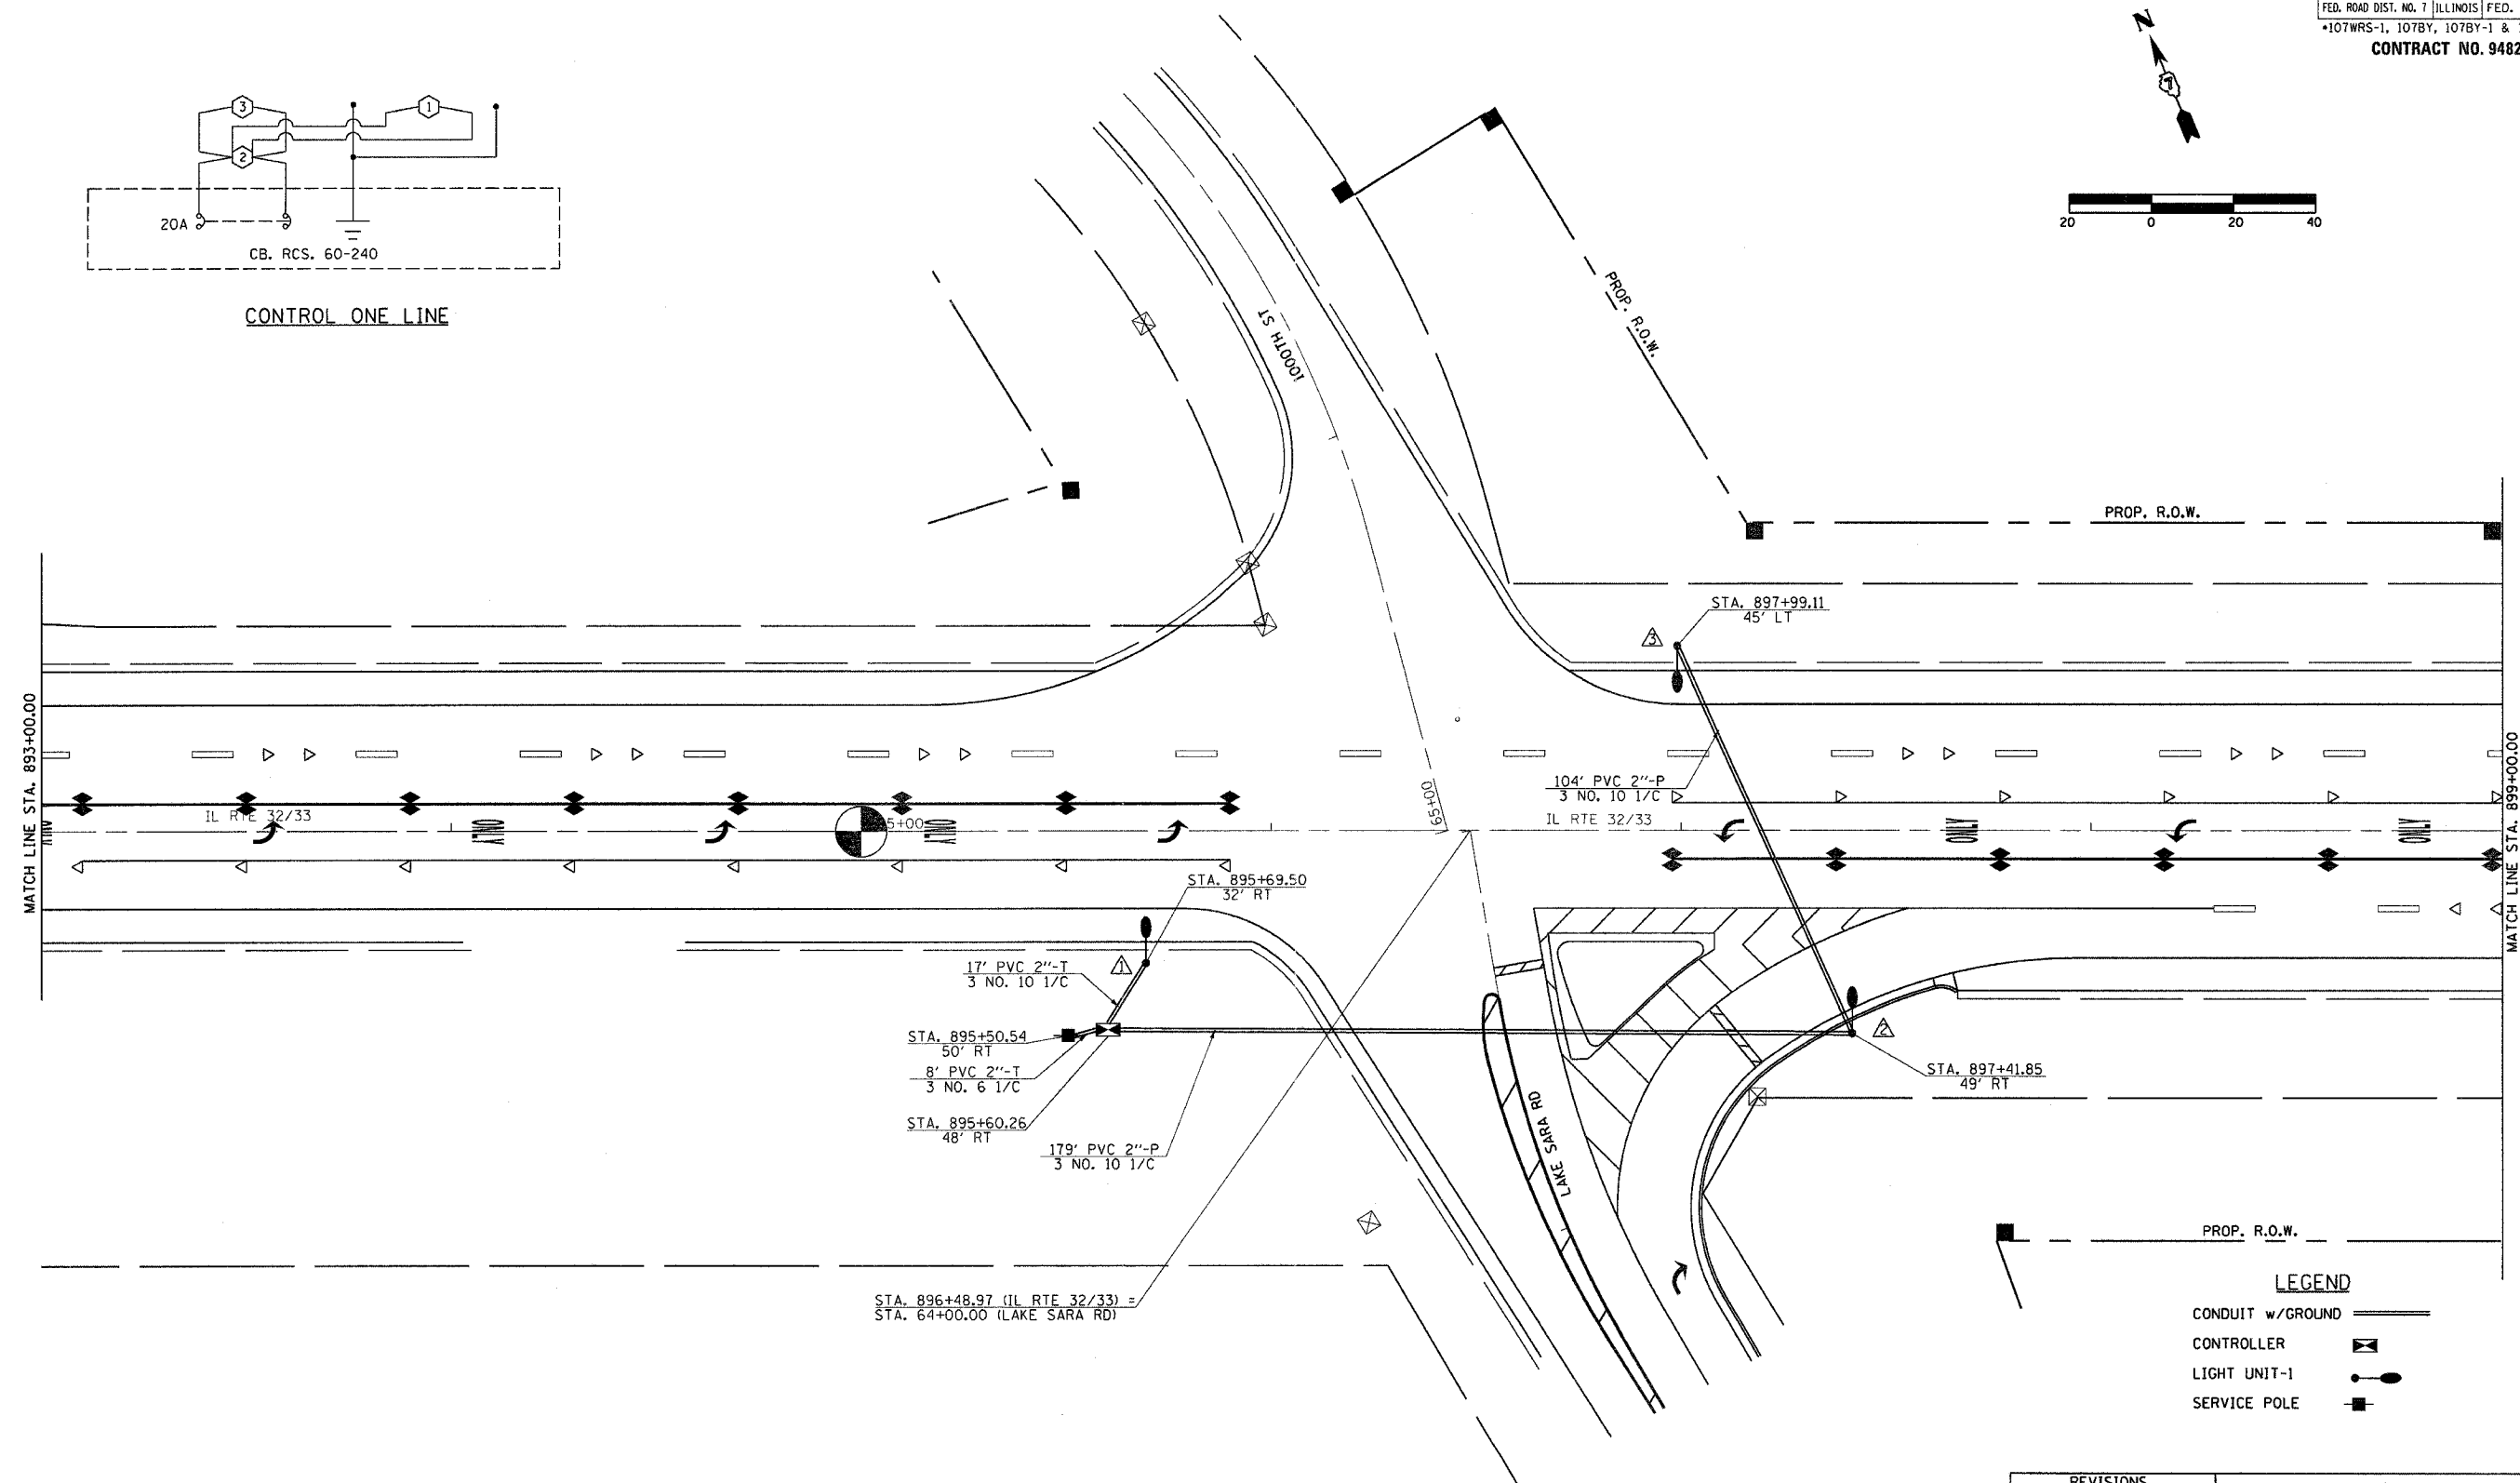 FED. ROAD DIST. NO. 7 ILLINOIS FED.
*107WRS-1, 107BY, 107BY-1 &
CONTRACT NO. 9482
N
3
1
2
20A
CB. RCS. 60-240
CONTROL ONE LINE
20 0 20 40
1000TH ST
PROP. R.O.W.
PROP. R.O.W.
STA. 897+99.11
45' LT
3
MATCH LINE STA. 893+00.00
MATCH LINE STA. 899+00.00
104' PVC 2"-P
3 NO. 10 1/C
65+00
IL RTE 32/33
5+00
IL RTE 32/33
ONLY
ONLY
ONLY
ONLY
STA. 895+69.50
32' RT
1
17' PVC 2"-T
3 NO. 10 1/C
STA. 895+50.54
50' RT
8' PVC 2"-T
3 NO. 6 1/C
STA. 895+60.26
48' RT
179' PVC 2"-P
3 NO. 10 1/C
2
STA. 897+41.85
49' RT
LAKE SARA RD
STA. 896+48.97 (IL RTE 32/33) =
STA. 64+00.00 (LAKE SARA RD)
PROP. R.O.W.
LEGEND
CONDUIT w/GROUND
CONTROLLER
LIGHT UNIT-1
SERVICE POLE
REVISIONS